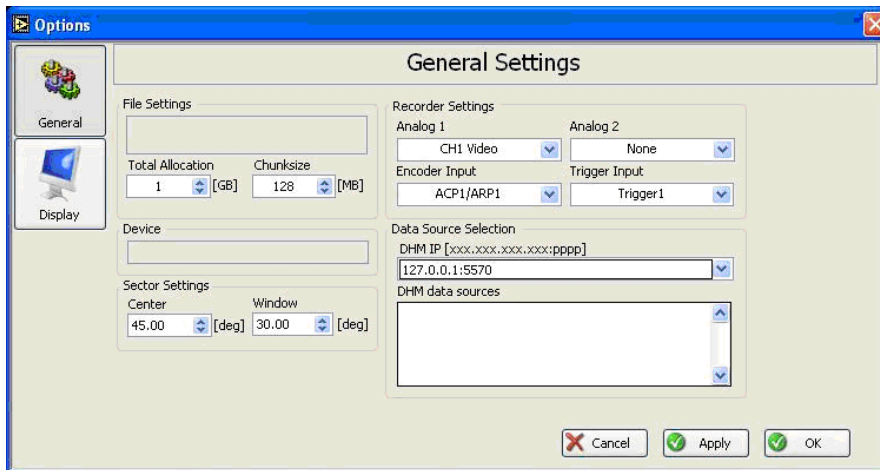 Options
General
Display
General Settings
File Settings
Total Allocation
Chunksize
1 [GB]
128 [MB]
Device
Sector Settings
Center
Window
45.00 [deg]
30.00 [deg]
Recorder Settings
Analog 1
Analog 2
CH1 Video
None
Encoder Input
Trigger Input
ACP1/ARP1
Trigger1
Data Source Selection
DHM IP [xxx.xxx.xxx.xxx:pppp]
127.0.0.1:5570
DHM data sources
Cancel
Apply
OK